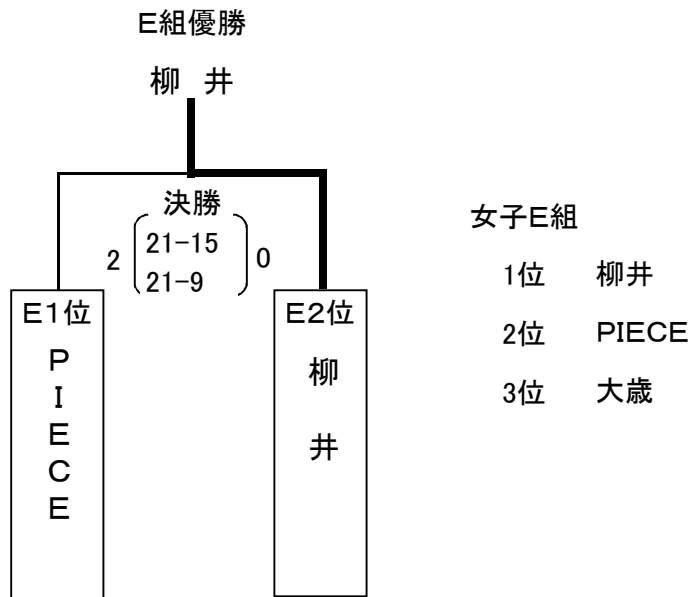 E組優勝
柳 井
決勝
2 21-15 0
21-9
E1位
PIECE
E2位
柳井
女子E組
1位 柳井
2位 PIECE
3位 大歳